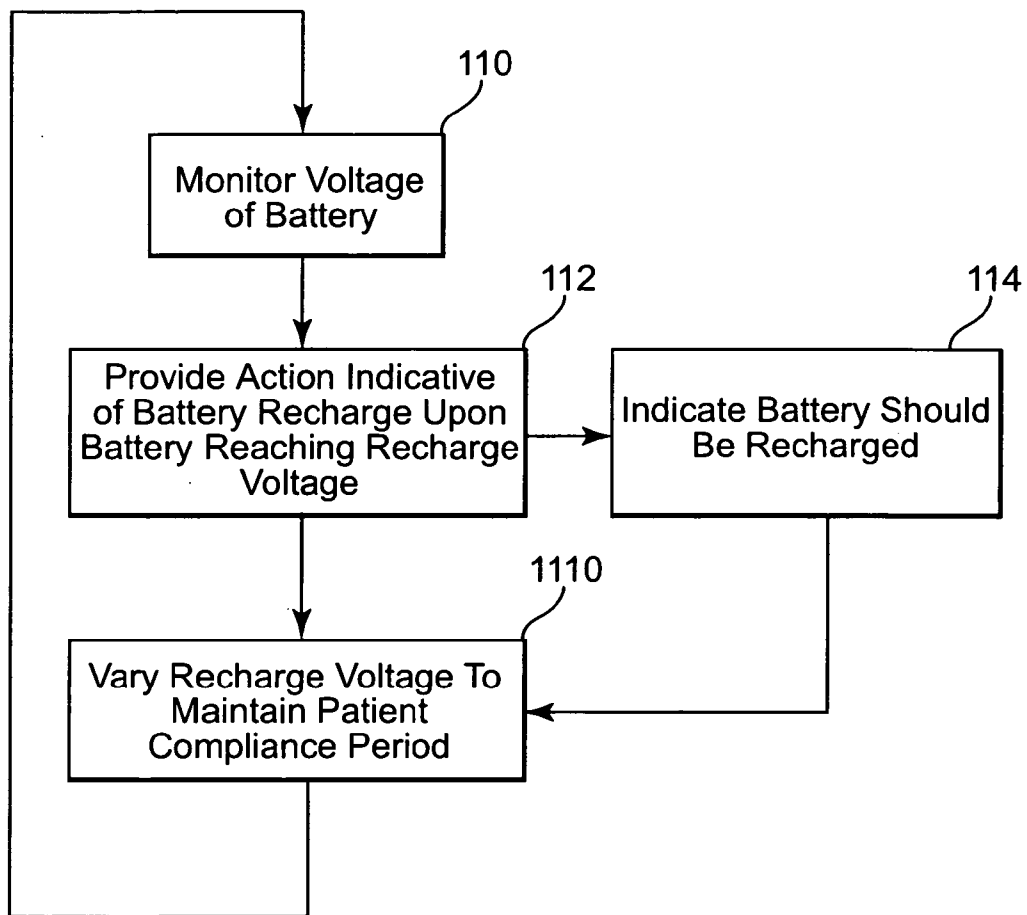 110
Monitor Voltage
of Battery
112
Provide Action Indicative
of Battery Recharge Upon
Battery Reaching Recharge
Voltage
114
Indicate Battery Should
Be Recharged
1110
Vary Recharge Voltage To
Maintain Patient
Compliance Period